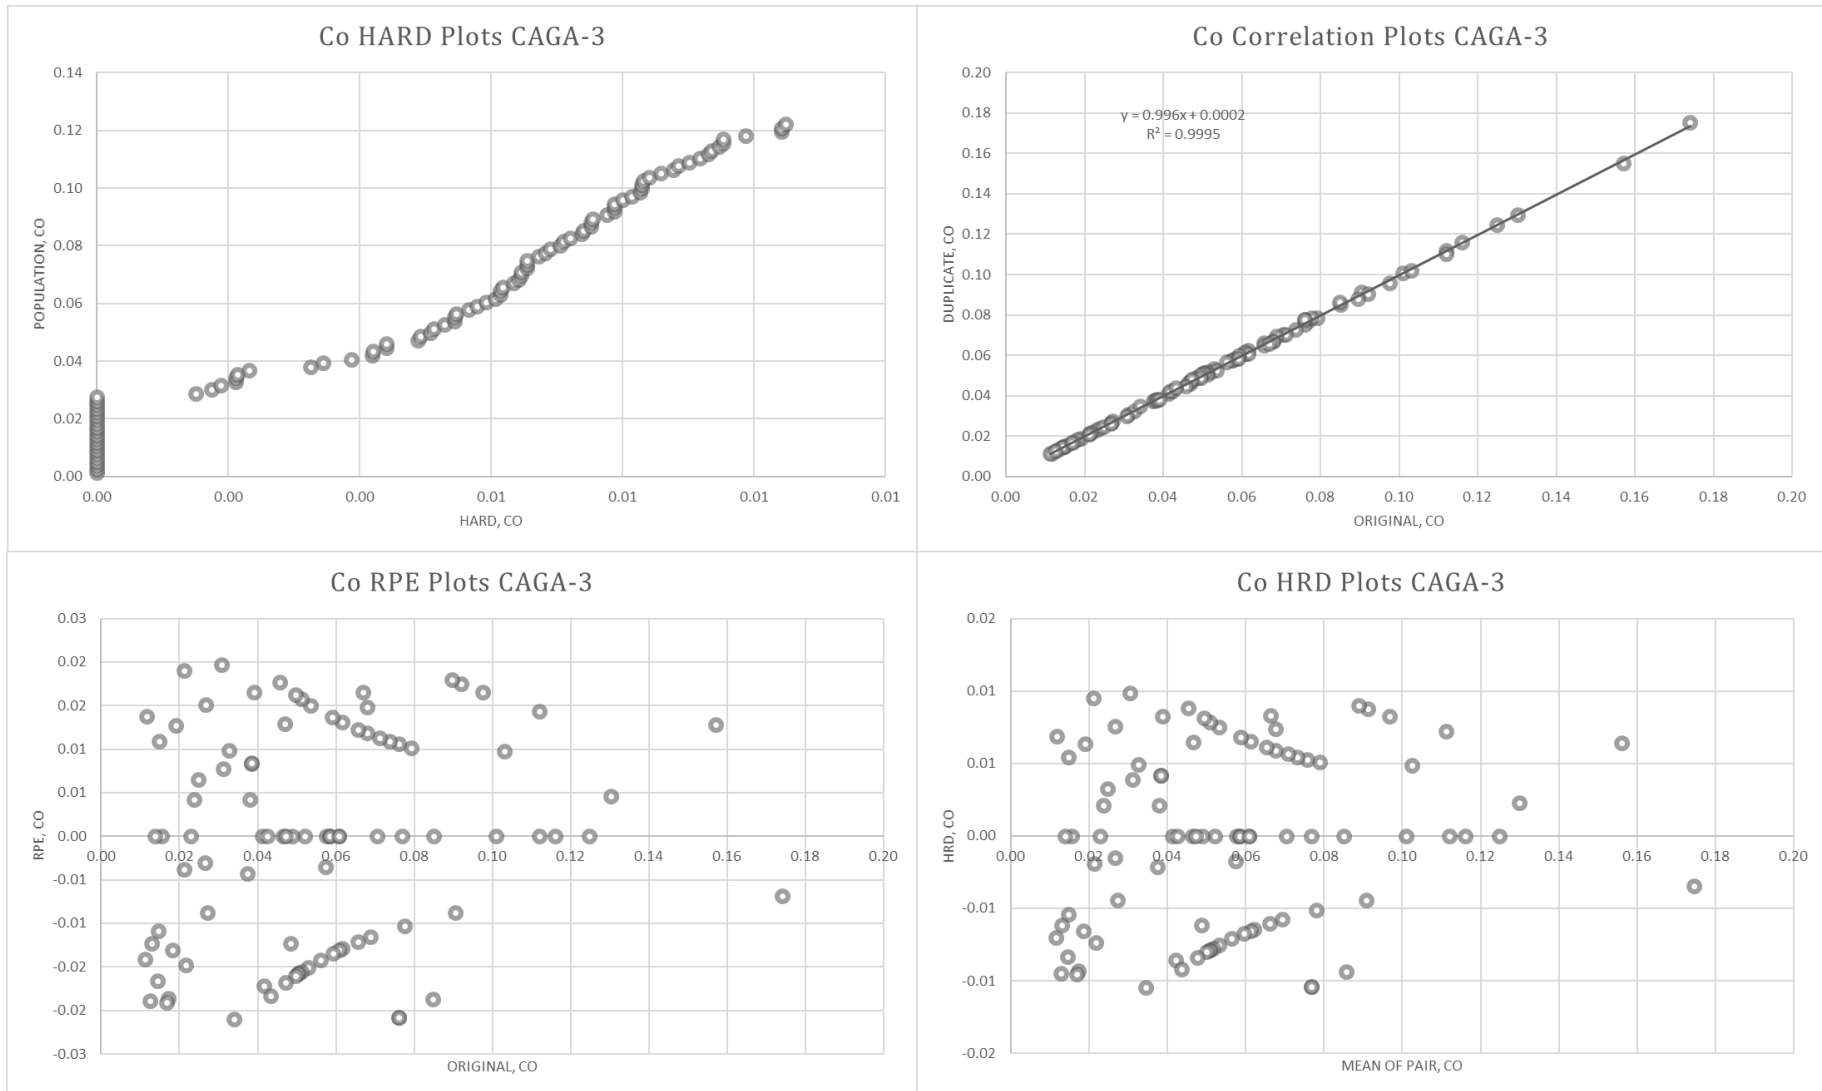 Co HARD Plots CAGA-3
0.14
0.12
0.10
0.08
0.06
0.04
0.02
0.00
POPULATION, CO
0.00 0.00 0.00 0.01 0.01 0.01 0.01
HARD, CO
Co Correlation Plots CAGA-3
0.20
0.18
0.16
0.14
0.12
0.10
0.08
0.06
0.04
0.02
0.00
DUPLICATE, CO
y = 0.996x + 0.0002
R² = 0.9995
0.00 0.02 0.04 0.06 0.08 0.10 0.12 0.14 0.16 0.18 0.20
ORIGINAL, CO
Co RPE Plots CAGA-3
0.03
0.02
0.02
0.01
0.01
0.00
-0.01
-0.01
-0.02
-0.02
-0.03
RPE, CO
0.00 0.02 0.04 0.06 0.08 0.10 0.12 0.14 0.16 0.18 0.20
ORIGINAL, CO
Co HRD Plots CAGA-3
0.02
0.01
0.01
0.00
-0.01
-0.01
-0.02
HRD, CO
0.00 0.02 0.04 0.06 0.08 0.10 0.12 0.14 0.16 0.18 0.20
MEAN OF PAIR, CO